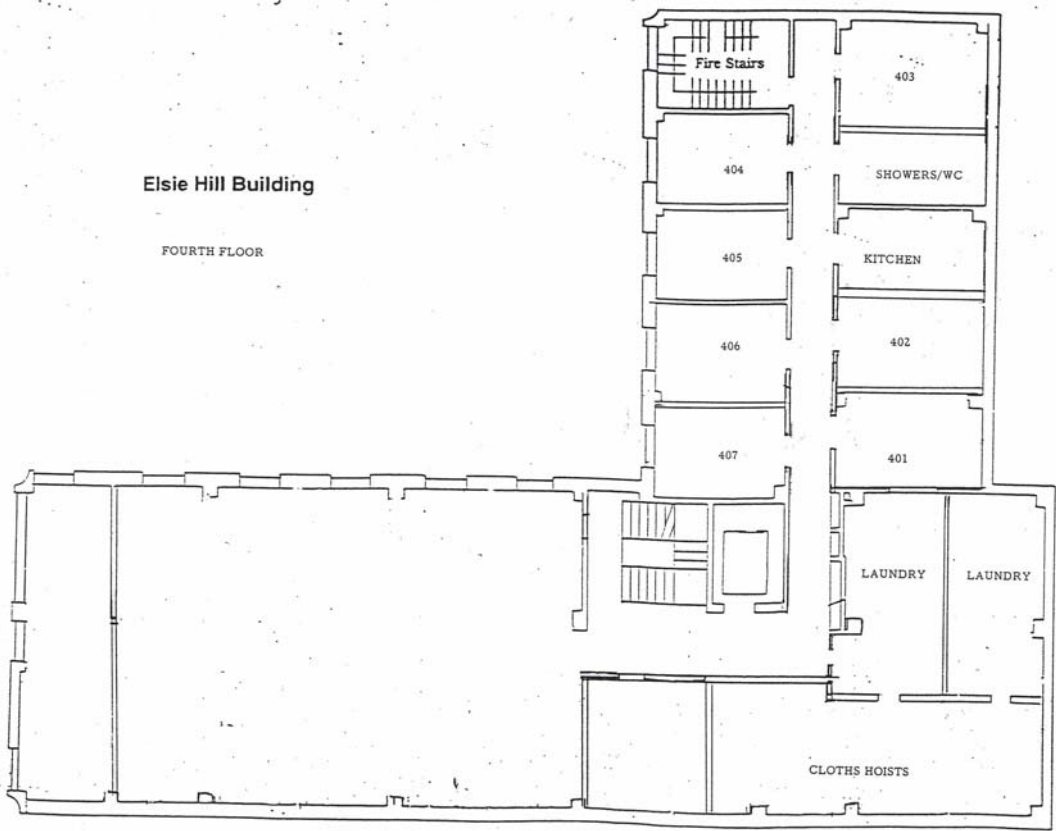 Fire Stairs
403
404
SHOWERS/WC
Elsie Hill Building
FOURTH FLOOR
405
KITCHEN
406
402
407
401
LAUNDRY
LAUNDRY
CLOTHS HOISTS